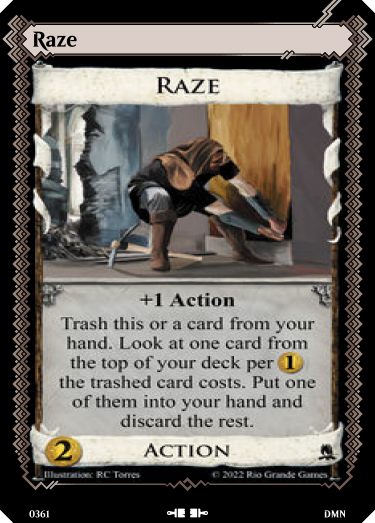 Raze
RAZE
+1 Action
Trash this or a card from your
hand. Look at one card from
the top of your deck per 1
the trashed card costs. Put one
of them into your hand and
discard the rest.
2 ACTION
Illustration: RC Torres © 2022 Rio Grande Games
0361 DMN